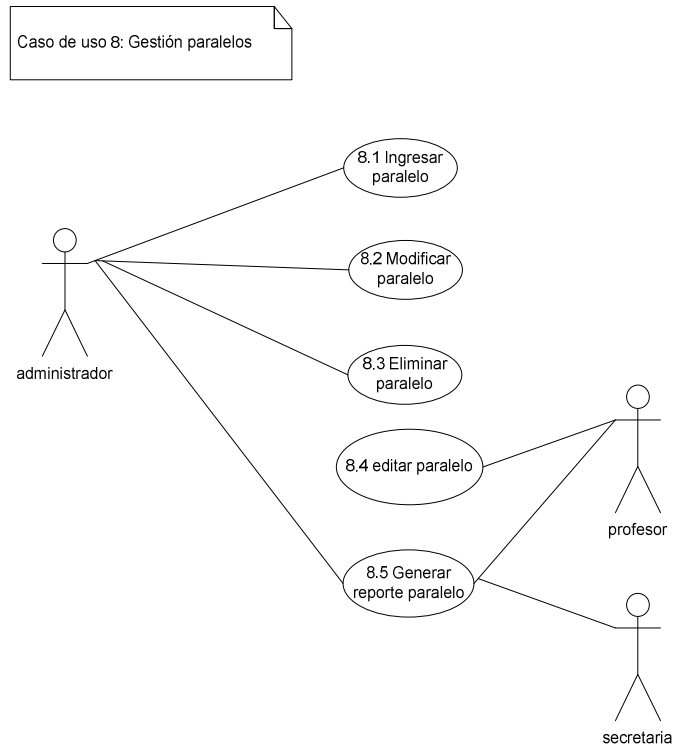 Caso de uso 8: Gestión paralelos
8.1 Ingresar
paralelo
8.2 Modificar
paralelo
administrador
8.3 Eliminar
paralelo
8.4 editar paralelo
profesor
8.5 Generar
reporte paralelo
secretaria